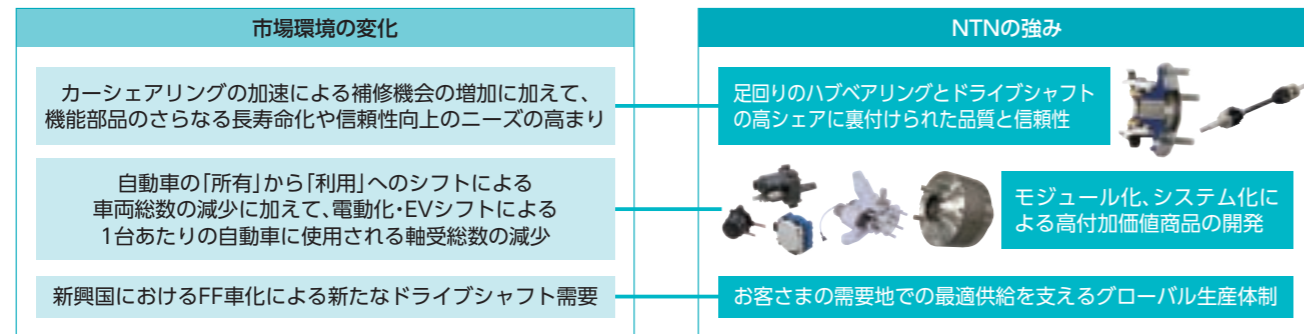 市場環境の変化
カーシェアリングの加速による補修機会の増加に加えて、
機能部品のさらなる長寿命化や信頼性向上のニーズの高まり
自動車の「所有」から「利用」へのシフトによる
車両総数の減少に加えて、電動化・EVシフトによる
1台あたりの自動車に使用される軸受総数の減少
新興国におけるFF車化による新たなドライブシャフト需要
NTNの強み
足回りのハブベアリングとドライブシャフト
の高シェアに裏付けられた品質と信頼性
モジュール化、システム化に
よる高付加価値商品の開発
お客さまの需要地での最適供給を支えるグローバル生産体制